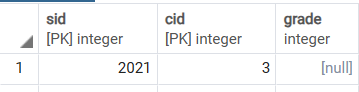 sid cid grade
[PK] integer [PK] integer integer
1 2021 3 [null]